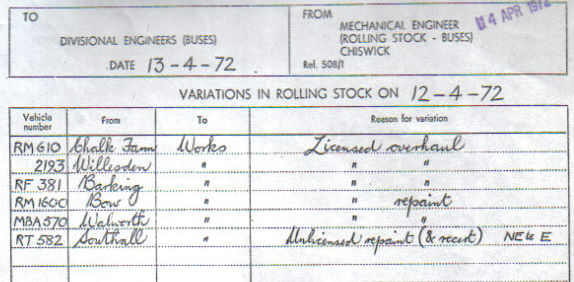 TO
DIVISIONAL ENGINEERS (BUSES)
DATE 13-4-72
FROM
MECHANICAL ENGINEER
(ROLLING STOCK - BUSES)
CHISWICK
Ref. 508/1
14 APR 1972
VARIATIONS IN ROLLING STOCK ON 12-4-72
Vehicle number From To Reason for variation
RM 610 Chalk Farm Works Licensed overhaul
2193 Willesden " " "
RF 381 Barking " " "
RM 1600 Bow " " repaint
MBA 570 Walworth " " "
RT 582 Southall " Unlicensed repaint (& recert)